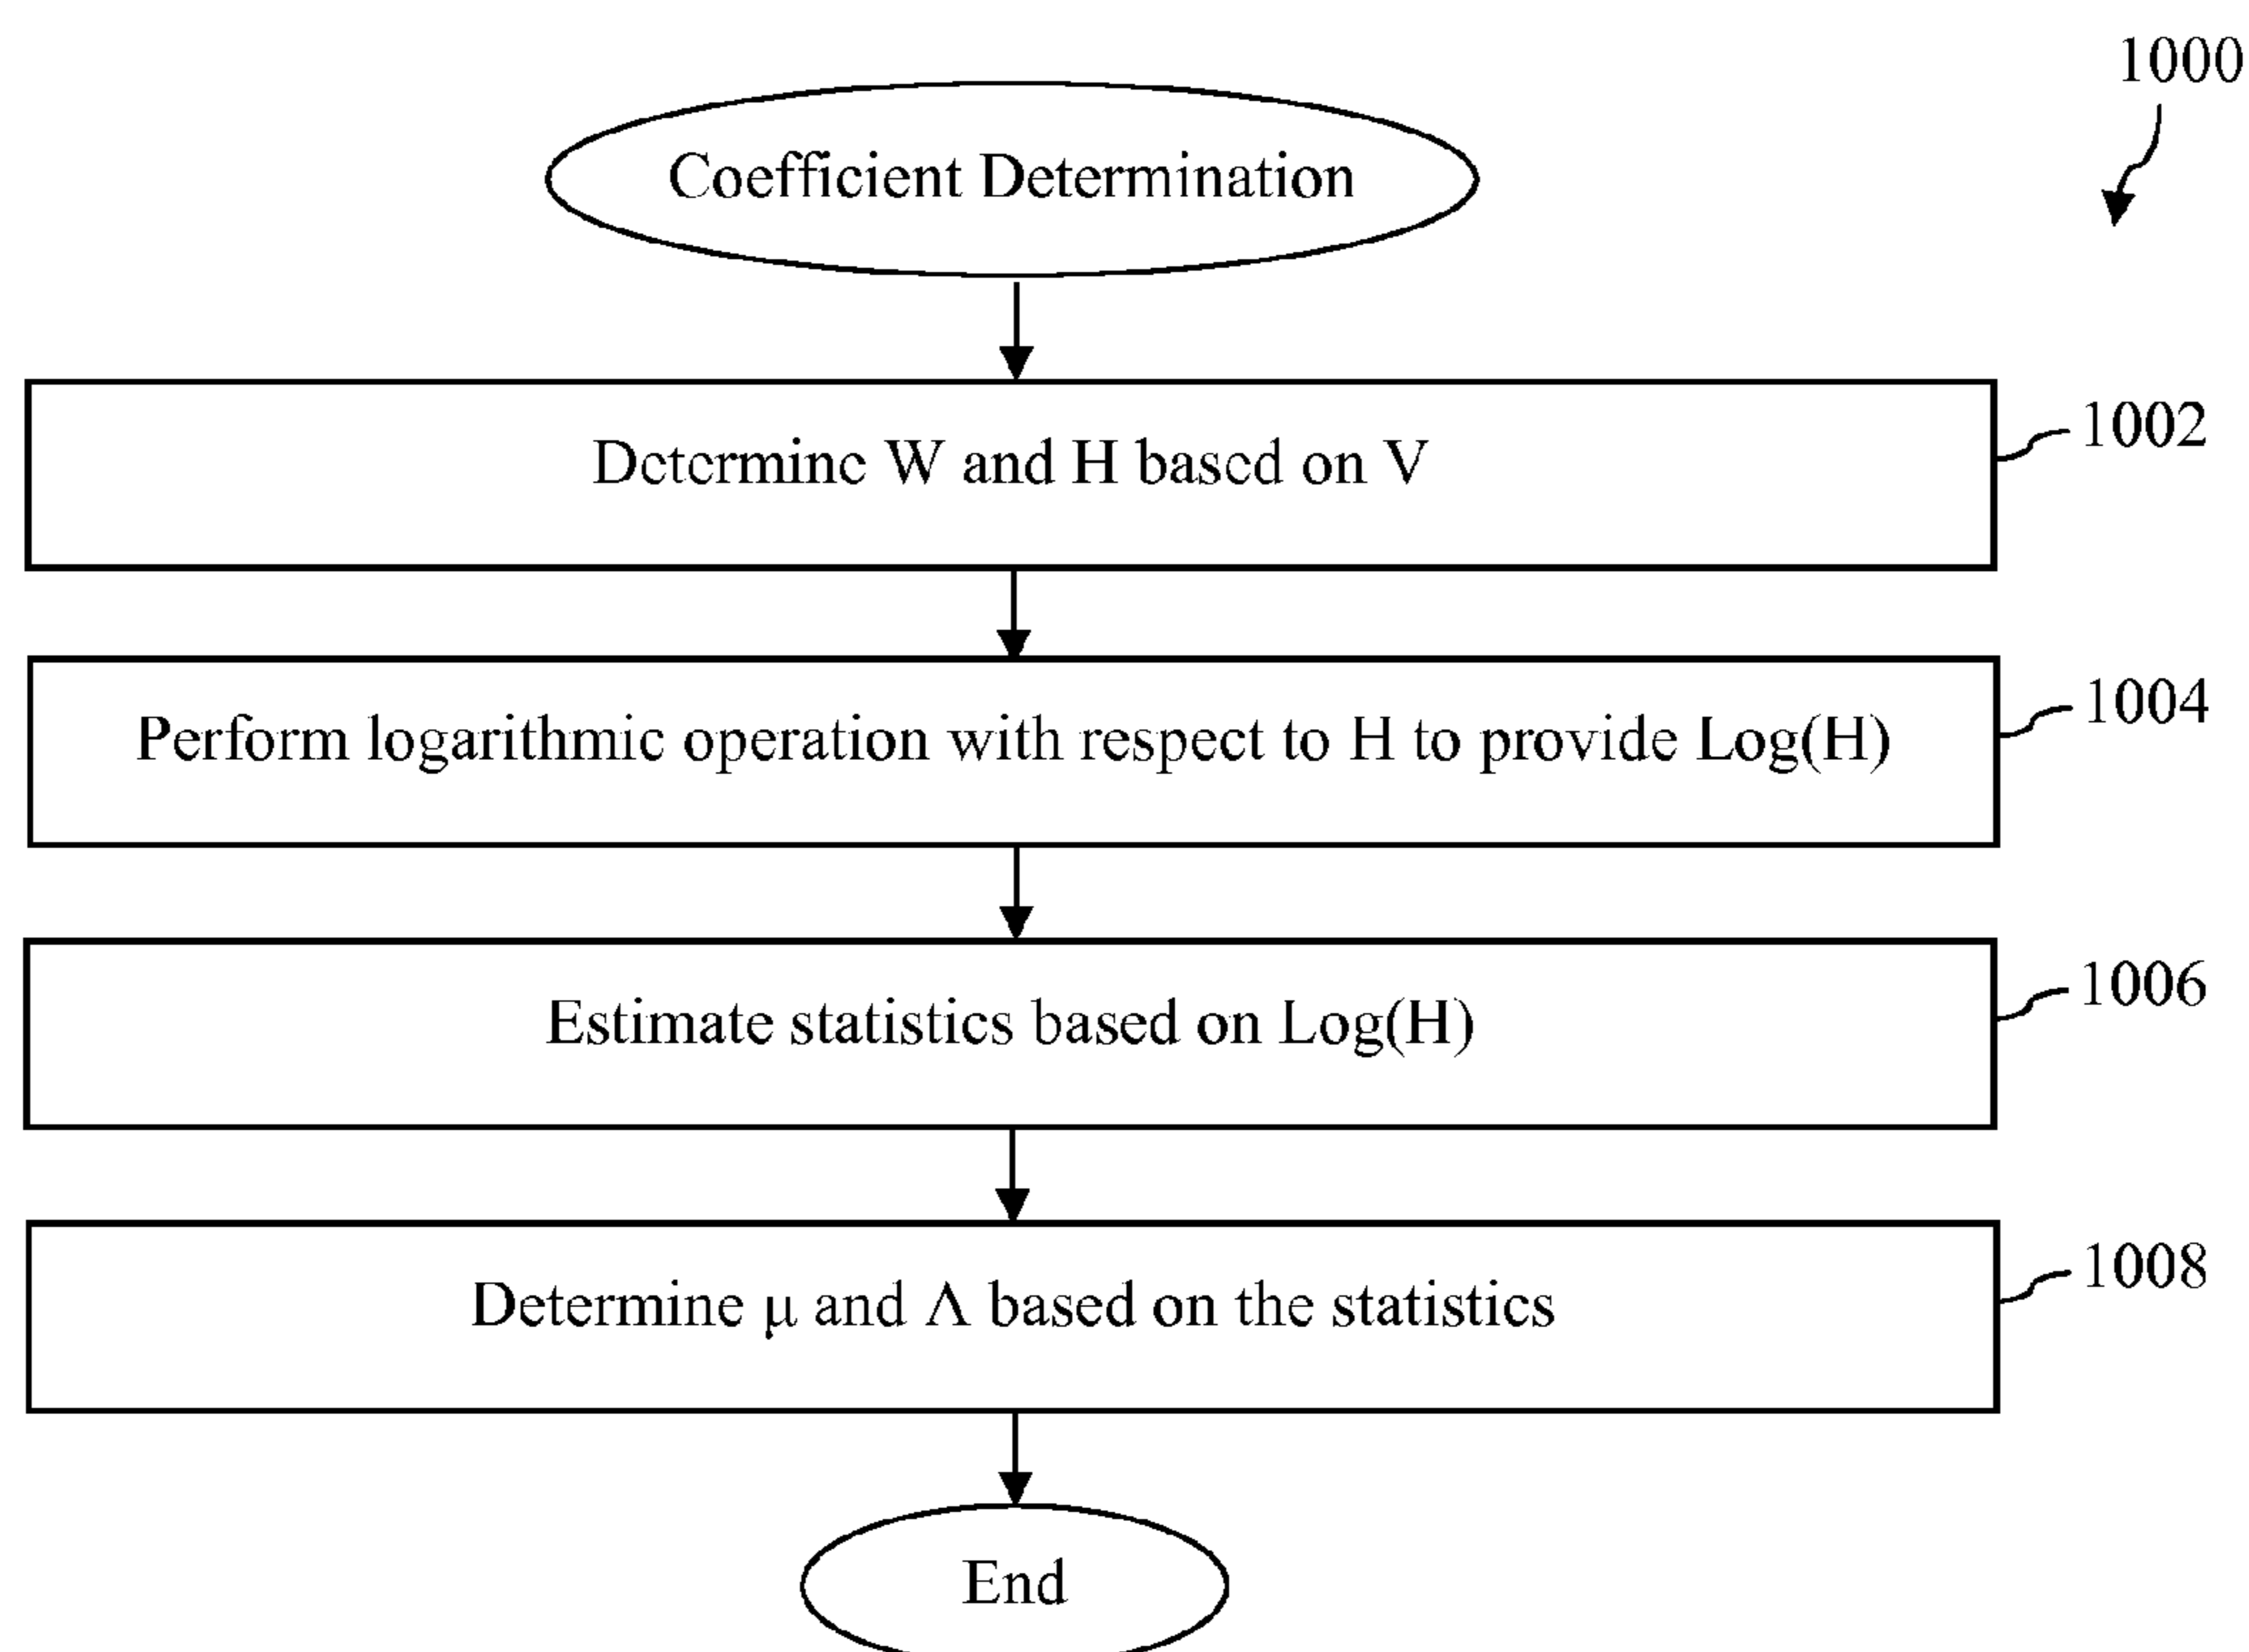 1000
Coefficient Determination
Determine W and H based on V
1002
Perform logarithmic operation with respect to H to provide Log(H)
1004
Estimate statistics based on Log(H)
1006
Determine μ and Λ based on the statistics
1008
End